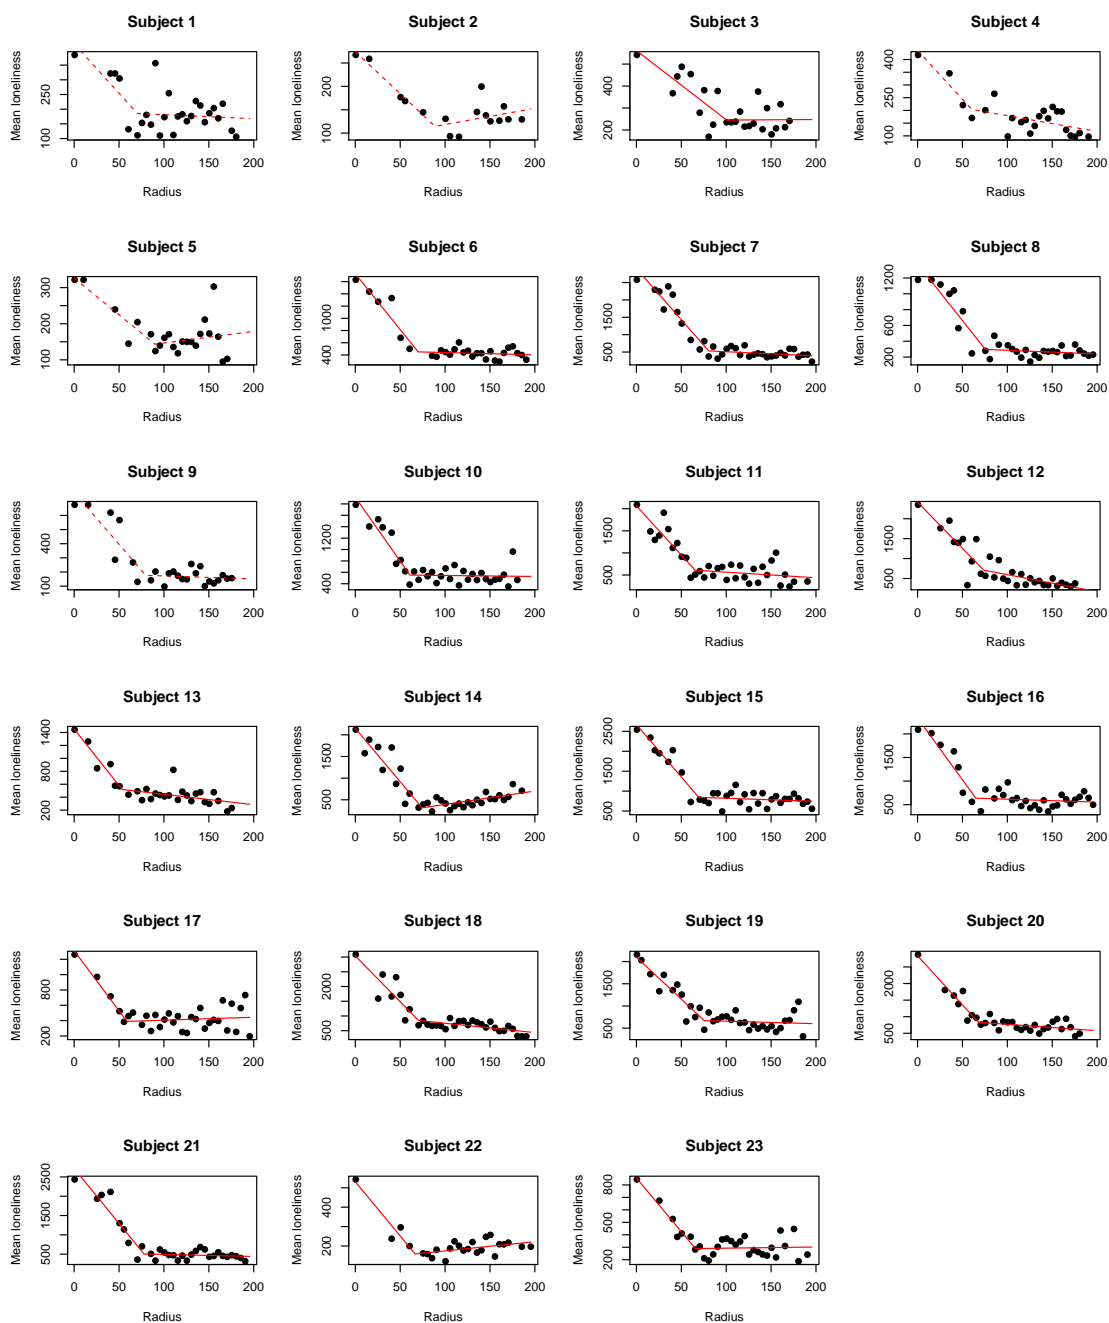 Subject 1 Subject 2 Subject 3 Subject 4
Mean loneliness 100 250 Mean loneliness 100 200 Mean loneliness 200 400 Mean loneliness 100 200 300 400
0 50 100 150 200 0 50 100 150 200 0 50 100 150 200 0 50 100 150 200
Radius Radius Radius Radius
Subject 5 Subject 6 Subject 7 Subject 8
Mean loneliness 100 200 300 Mean loneliness 400 1000 Mean loneliness 500 1500 2500 Mean loneliness 200 600 1200
0 50 100 150 200 0 50 100 150 200 0 50 100 150 200 0 50 100 150 200
Radius Radius Radius Radius
Subject 9 Subject 10 Subject 11 Subject 12
Mean loneliness 100 400 Mean loneliness 400 1200 Mean loneliness 500 1500 Mean loneliness 500 1500
0 50 100 150 200 0 50 100 150 200 0 50 100 150 200 0 50 100 150 200
Radius Radius Radius Radius
Subject 13 Subject 14 Subject 15 Subject 16
Mean loneliness 200 800 1400 Mean loneliness 500 1500 Mean loneliness 500 1500 2500 Mean loneliness 500 1500
0 50 100 150 200 0 50 100 150 200 0 50 100 150 200 0 50 100 150 200
Radius Radius Radius Radius
Subject 17 Subject 18 Subject 19 Subject 20
Mean loneliness 200 800 Mean loneliness 500 2000 Mean loneliness 500 1500 Mean loneliness 500 2000
0 50 100 150 200 0 50 100 150 200 0 50 100 150 200 0 50 100 150 200
Radius Radius Radius Radius
Subject 21 Subject 22 Subject 23
Mean loneliness 500 1500 2500 Mean loneliness 200 400 Mean loneliness 200 400 600 800
0 50 100 150 200 0 50 100 150 200 0 50 100 150 200
Radius Radius Radius